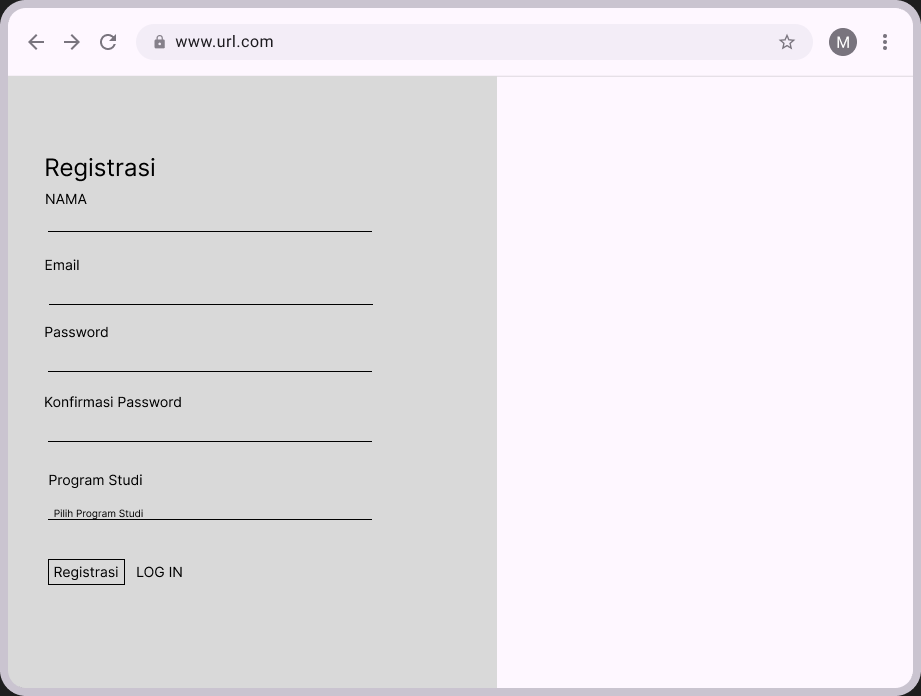 www.url.com
M
Registrasi
NAMA
Email
Password
Konfirmasi Password
Program Studi
Pilih Program Studi
Registrasi LOG IN